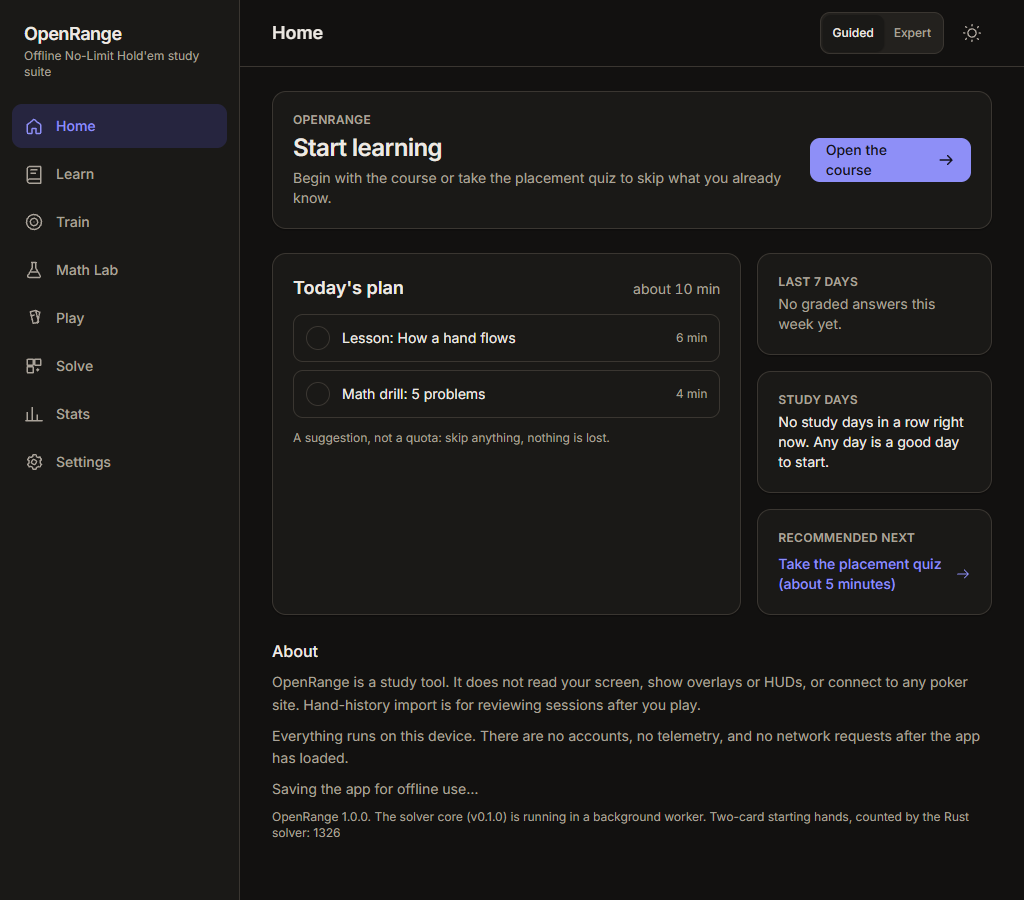 OpenRange
Offline No-Limit Hold'em study
suite
Home
Learn
Train
Math Lab
Play
Solve
Stats
Settings
Home
Guided
Expert
OPENRANGE
Start learning
Begin with the course or take the placement quiz to skip what you already
know.
Open the
course
Today's plan
about 10 min
Lesson: How a hand flows
6 min
Math drill: 5 problems
4 min
A suggestion, not a quota: skip anything, nothing is lost.
LAST 7 DAYS
No graded answers this
week yet.
STUDY DAYS
No study days in a row right
now. Any day is a good day
to start.
RECOMMENDED NEXT
Take the placement quiz
(about 5 minutes)
About
OpenRange is a study tool. It does not read your screen, show overlays or HUDs, or connect to any poker
site. Hand-history import is for reviewing sessions after you play.
Everything runs on this device. There are no accounts, no telemetry, and no network requests after the app
has loaded.
Saving the app for offline use…
OpenRange 1.0.0. The solver core (v0.1.0) is running in a background worker. Two-card starting hands, counted by the Rust
solver: 1326